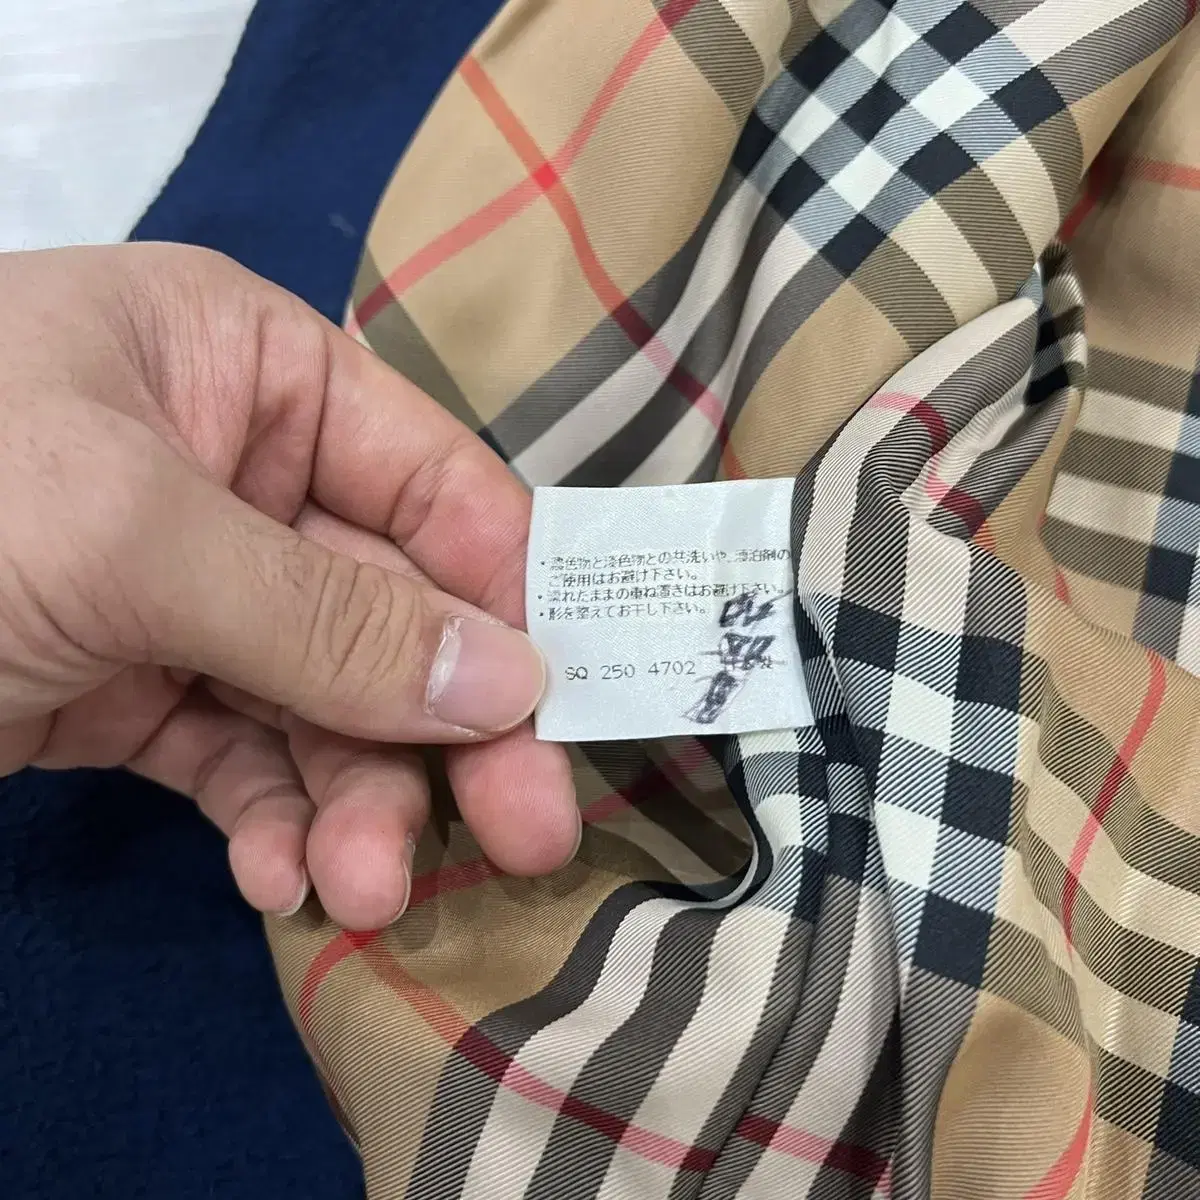 ・濃色物と淡色物との共洗いや、漂泊剤の
ご使用はお避け下さい。
・濡れたままの重ね置きはお避け下さい。
・形を整えてお干し下さい。
SQ 250 4702